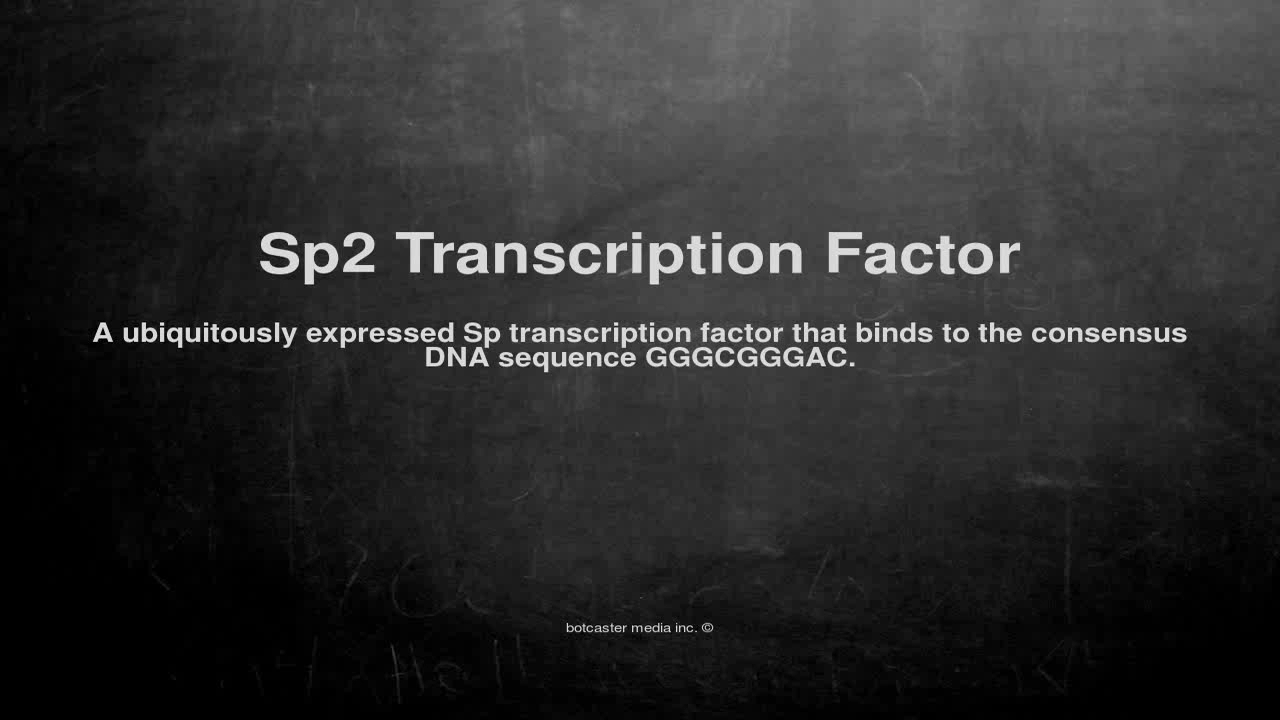 Sp2 Transcription Factor
A ubiquitously expressed Sp transcription factor that binds to the consensus
DNA sequence GGGCGGGAC.
botcaster media inc. ©